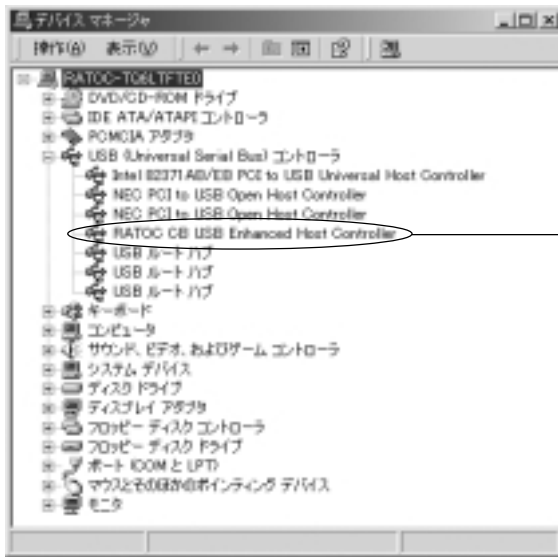 デバイス マネージャ
操作(A) 表示(V)
RATOC-TO6LTFTE0
DVD/CD-ROM ドライブ
IDE ATA/ATAPI コントローラ
PCMCIA アダプタ
USB (Universal Serial Bus) コントローラ
Intel 82371AB/EB PCI to USB Universal Host Controller
NEC PCI to USB Open Host Controller
NEC PCI to USB Open Host Controller
RATOC CB USB Enhanced Host Controller
USB ルート ハブ
USB ルート ハブ
USB ルート ハブ
キーボード
コンピュータ
サウンド、ビデオ、およびゲーム コントローラ
システム デバイス
ディスク ドライブ
ディスプレイ アダプタ
フロッピー ディスク コントローラ
フロッピー ディスク ドライブ
ポート (COM と LPT)
マウスとそのほかのポインティング デバイス
モニタ